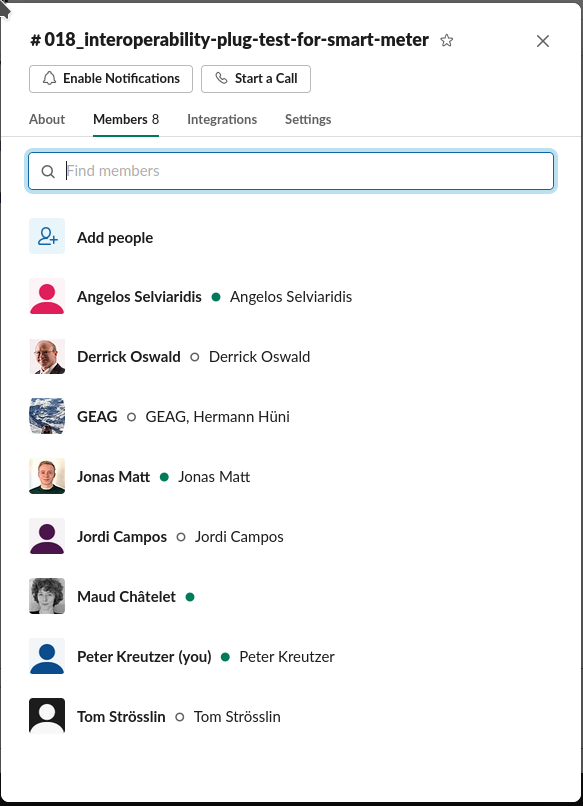 # 018_interoperability-plug-test-for-smart-meter
Enable Notifications Start a Call
About Members 8 Integrations Settings
Find members
Add people
Angelos Selviaridis Angelos Selviaridis
Derrick Oswald Derrick Oswald
GEAG GEAG, Hermann Hüni
Jonas Matt Jonas Matt
Jordi Campos Jordi Campos
Maud Châtelet
Peter Kreutzer (you) Peter Kreutzer
Tom Strösslin Tom Strösslin